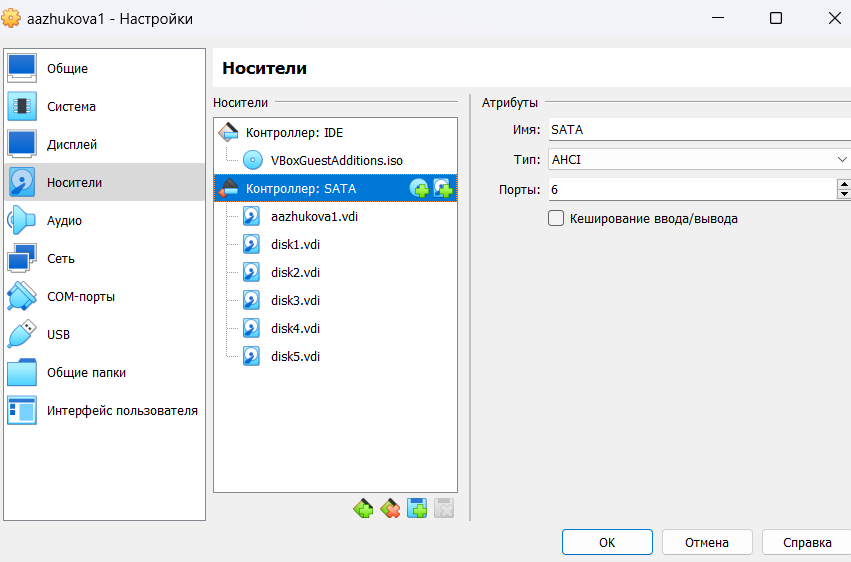 aazhukova1 - Настройки
Общие
Система
Дисплей
Носители
Аудио
Сеть
COM-порты
USB
Общие папки
Интерфейс пользователя
Носители
Носители
Контроллер: IDE
VBoxGuestAdditions.iso
Контроллер: SATA
aazhukova1.vdi
disk1.vdi
disk2.vdi
disk3.vdi
disk4.vdi
disk5.vdi
Атрибуты
Имя: SATA
Тип: AHCI
Порты: 6
Кеширование ввода/вывода
OK
Отмена
Справка